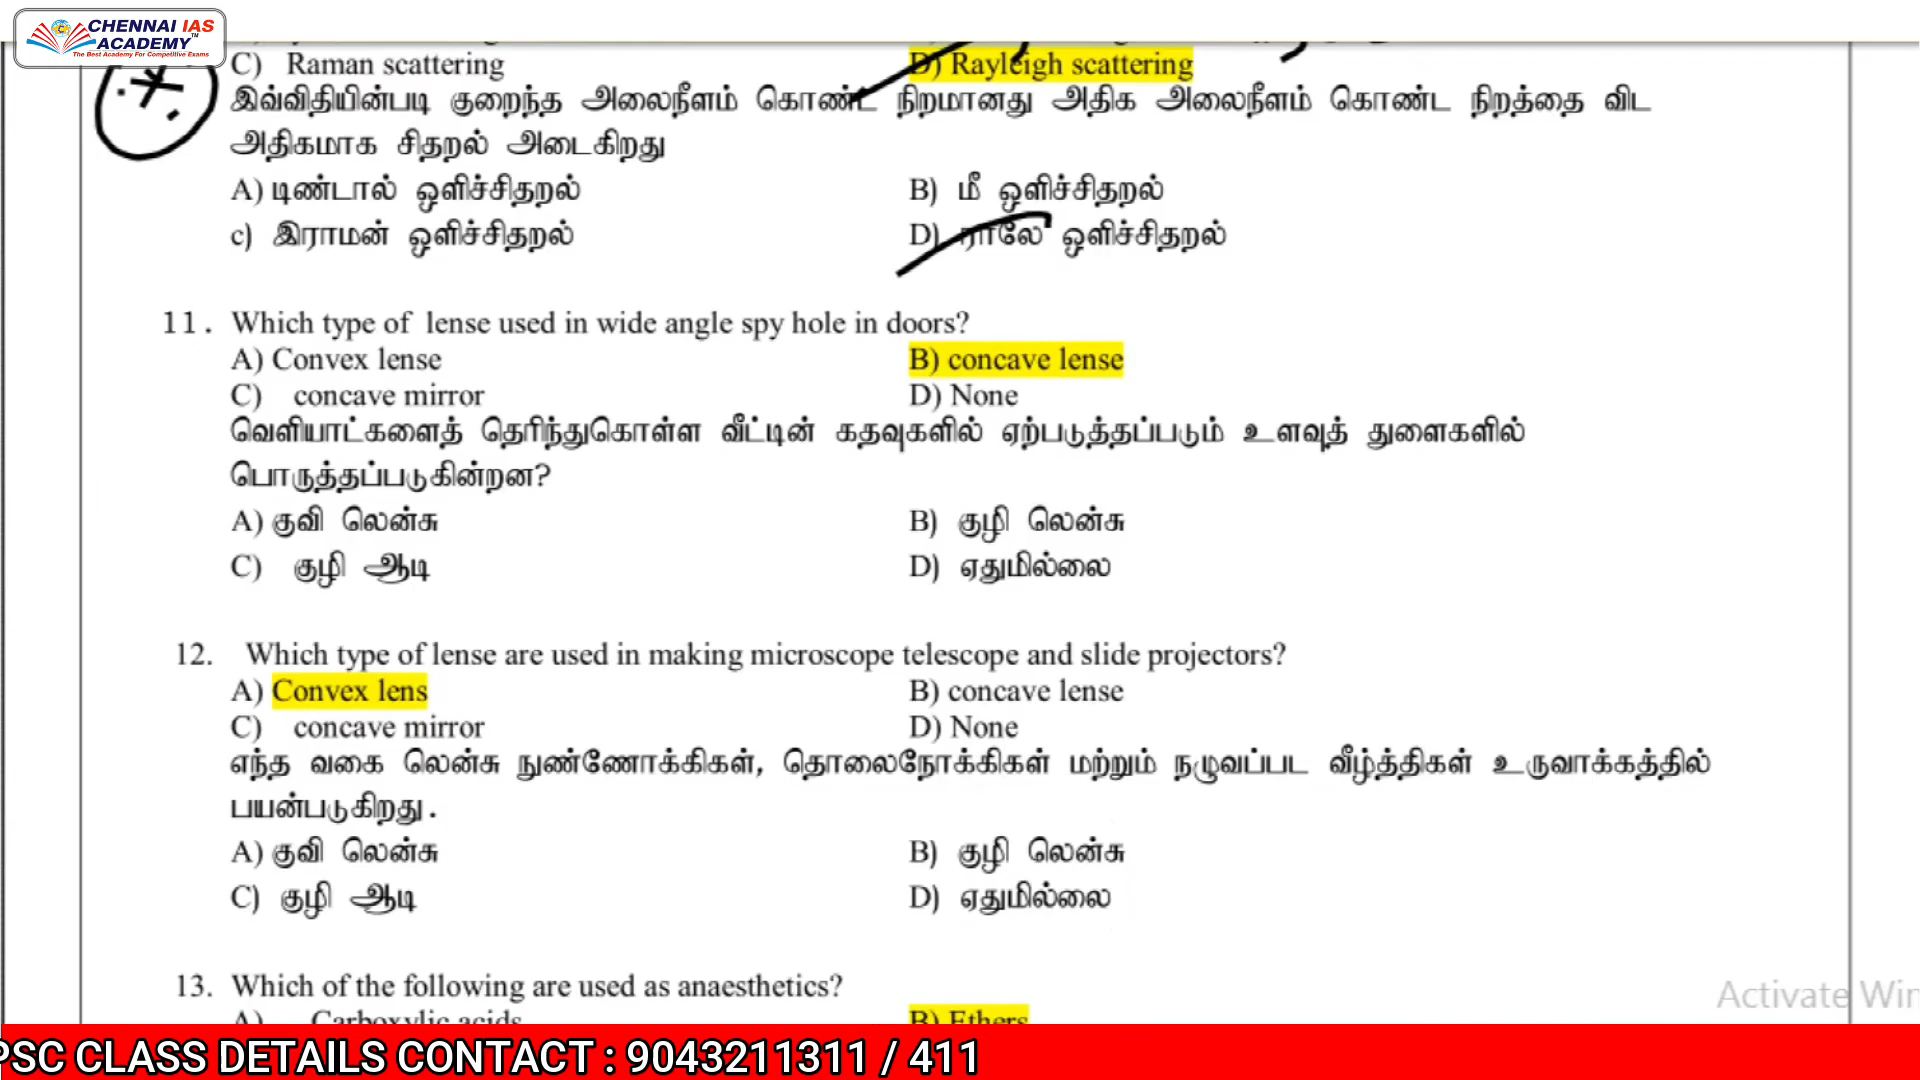 CHENNAI IAS
ACADEMY™
The Best Academy For Competitive Exams
C) Raman scattering D) Rayleigh scattering
இவ்விதியின்படி குறைந்த அலைநீளம் கொண்ட நிறமானது அதிக அலைநீளம் கொண்ட நிறத்தை விட
அதிகமாக சிதறல் அடைகிறது
A) டிண்டால் ஒளிச்சிதறல் B) மீ ஒளிச்சிதறல்
c) இராமன் ஒளிச்சிதறல் D) ராலே ஒளிச்சிதறல்
11. Which type of lense used in wide angle spy hole in doors?
A) Convex lense B) concave lense
C) concave mirror D) None
வெளியாட்களைத் தெரிந்துகொள்ள வீட்டின் கதவுகளில் ஏற்படுத்தப்படும் உளவுத் துளைகளில்
பொருத்தப்படுகின்றன?
A) குவி லென்சு B) குழி லென்சு
C) குழி ஆடி D) ஏதுமில்லை
12. Which type of lense are used in making microscope telescope and slide projectors?
A) Convex lens B) concave lense
C) concave mirror D) None
எந்த வகை லென்சு நுண்ணோக்கிகள், தொலைநோக்கிகள் மற்றும் நழுவப்பட வீழ்த்திகள் உருவாக்கத்தில்
பயன்படுகிறது.
A) குவி லென்சு B) குழி லென்சு
C) குழி ஆடி D) ஏதுமில்லை
13. Which of the following are used as anaesthetics?
A) Carboxylic acids B) Ethers
Activate Win
PSC CLASS DETAILS CONTACT : 9043211311 / 411